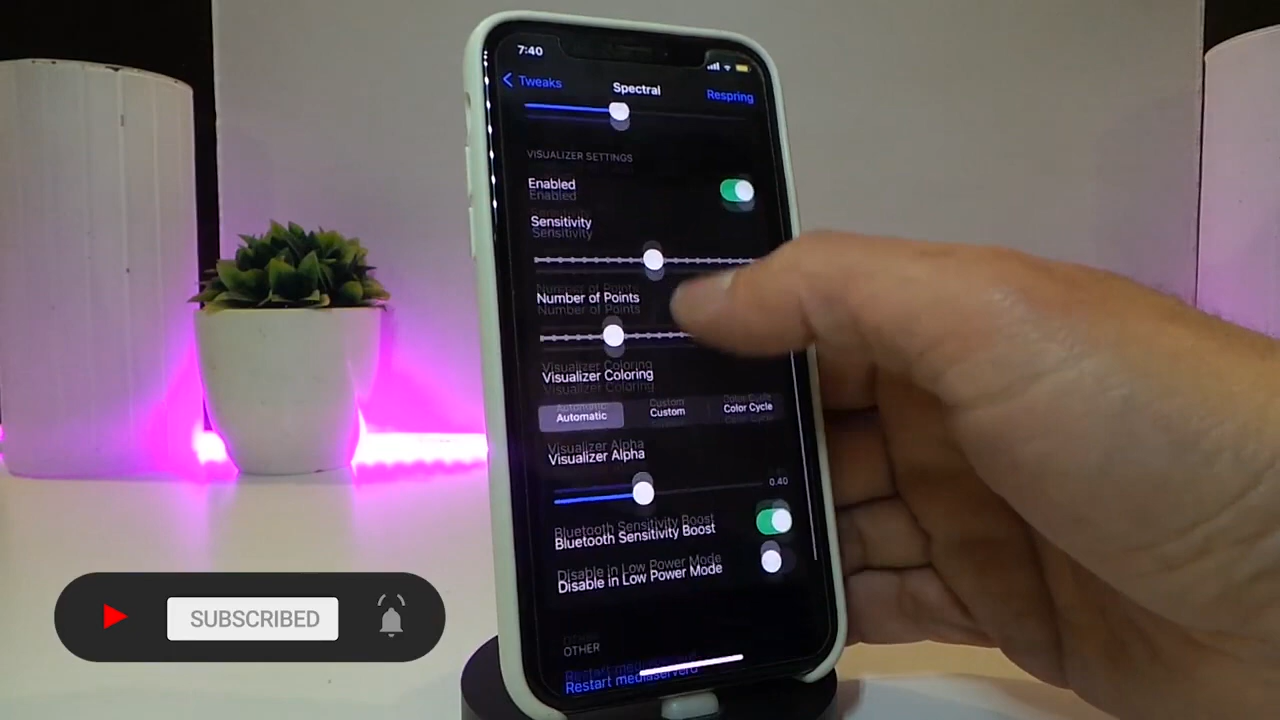 7:40
Tweaks
Spectral
Respring
VISUALIZER SETTINGS
Enabled
Sensitivity
Number of Points
Visualizer Coloring
Automatic
Custom
Color Cycle
Visualizer Alpha
0.40
Bluetooth Sensitivity Boost
Disable in Low Power Mode
OTHER
Restart mediaserverd
SUBSCRIBED